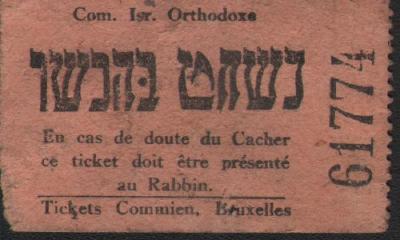 Com. Isr. Orthodoxe
נשחט בהכשר
En cas de doute du Cacher
ce ticket doit être présenté
au Rabbin.
Tickets Commien, Bruxelles
61774